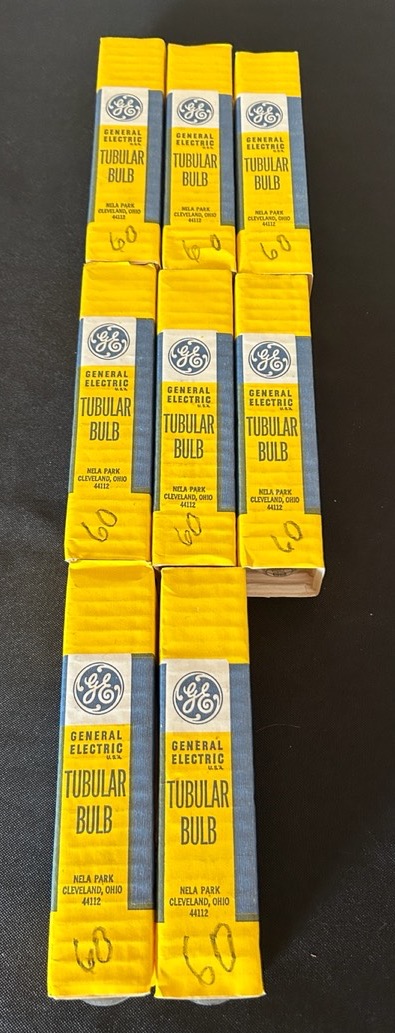 GE
GENERAL
ELECTRIC
U.S.A.
TUBULAR
BULB
NELA PARK
CLEVELAND, OHIO
44112
60
GE
GENERAL
ELECTRIC
U.S.A.
TUBULAR
BULB
NELA PARK
CLEVELAND, OHIO
44112
60
GE
GENERAL
ELECTRIC
U.S.A.
TUBULAR
BULB
NELA PARK
CLEVELAND, OHIO
44112
60
GE
GENERAL
ELECTRIC
U.S.A.
TUBULAR
BULB
NELA PARK
CLEVELAND, OHIO
44112
60
GE
GENERAL
ELECTRIC
U.S.A.
TUBULAR
BULB
NELA PARK
CLEVELAND, OHIO
44112
60
GE
GENERAL
ELECTRIC
U.S.A.
TUBULAR
BULB
NELA PARK
CLEVELAND, OHIO
44112
60
GE
GENERAL
ELECTRIC
U.S.A.
TUBULAR
BULB
NELA PARK
CLEVELAND, OHIO
44112
60
GE
GENERAL
ELECTRIC
U.S.A.
TUBULAR
BULB
NELA PARK
CLEVELAND, OHIO
44112
60